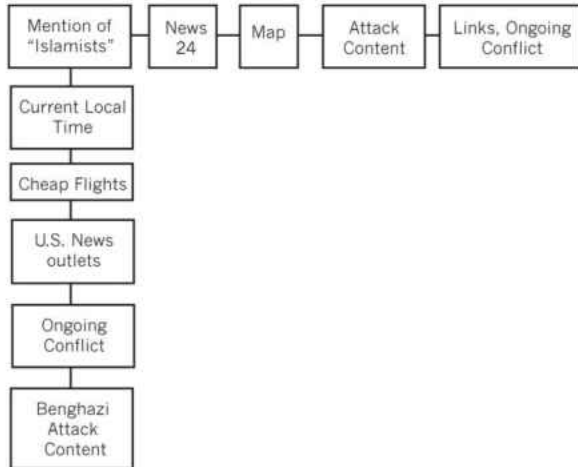 Mention of
"Islamists"
News
24
Map
Attack
Content
Links, Ongoing
Conflict
Current Local
Time
Cheap Flights
U.S. News
outlets
Ongoing
Conflict
Benghazi
Attack
Content